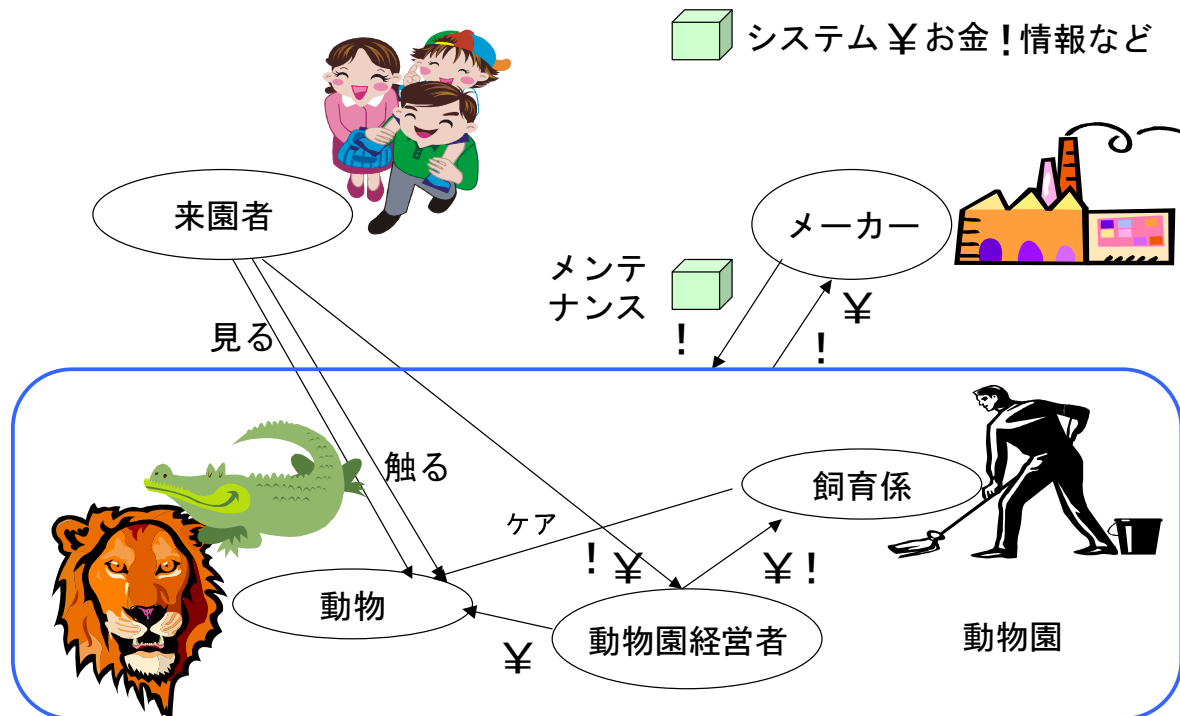 システム ¥ お金 ! 情報など
来園者
メーカー
メンテ
ナンス
¥
!
!
見る
触る
飼育係
ケア
! ¥
¥ !
動物
動物園経営者
動物園
¥